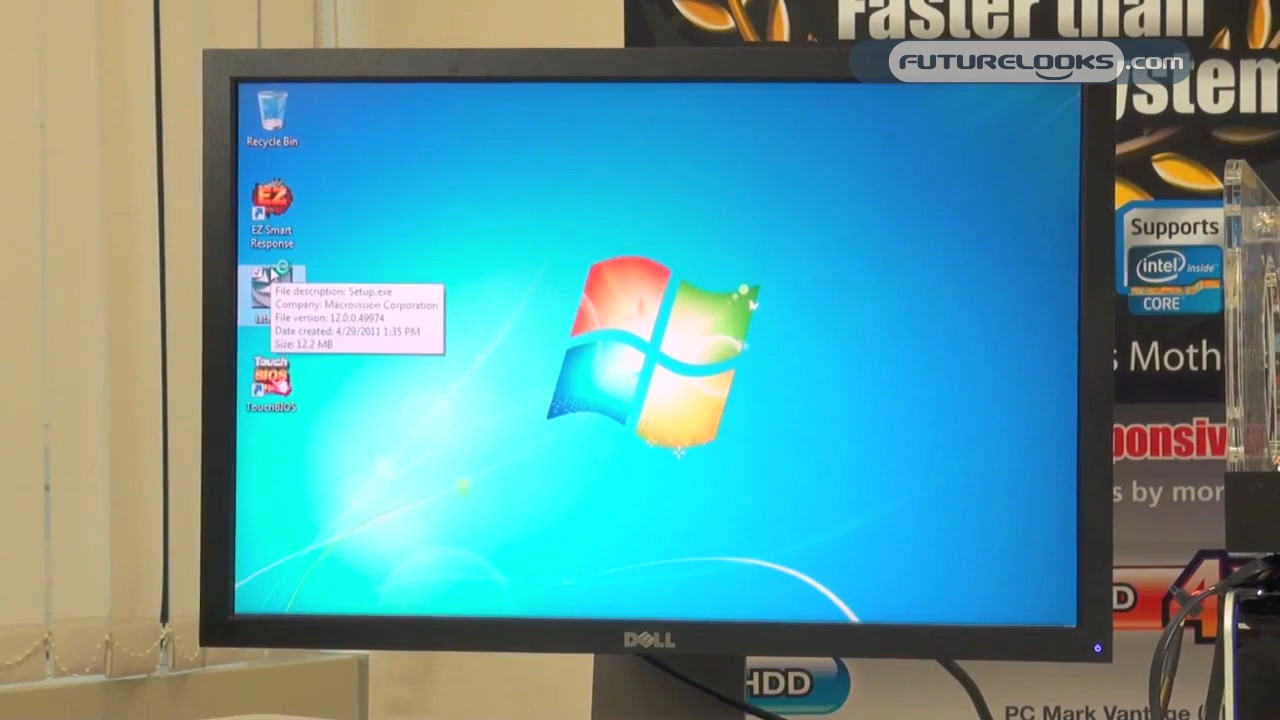 Faster than
FUTURELOOKS.com
ystem
Recycle Bin
EZ
EZ Smart
Response
File description: Setup.exe
Company: Macrovision Corporation
File version: 12.0.0.49974
Date created: 4/29/2011 1:35 PM
Size: 12.2 MB
Touch
BIOS
TouchBIOS
Supports
intel inside
CORE
s Moth
ponsiv
s by mor
D 4
DELL
HDD
PC Mark Vantage